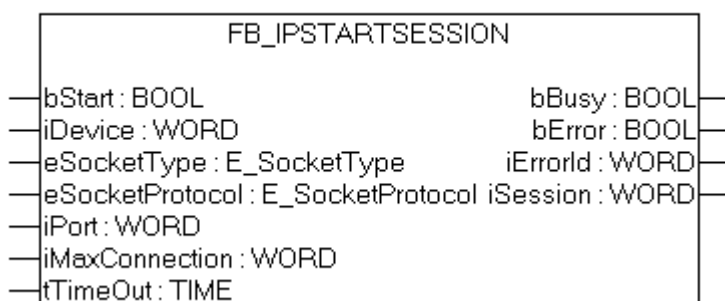 FB_IPSTARTSESSION
bStart : BOOL bBusy : BOOL
iDevice : WORD bError : BOOL
eSocketType : E_SocketType iErrorId : WORD
eSocketProtocol : E_SocketProtocol iSession : WORD
iPort : WORD
iMaxConnection : WORD
tTimeOut : TIME